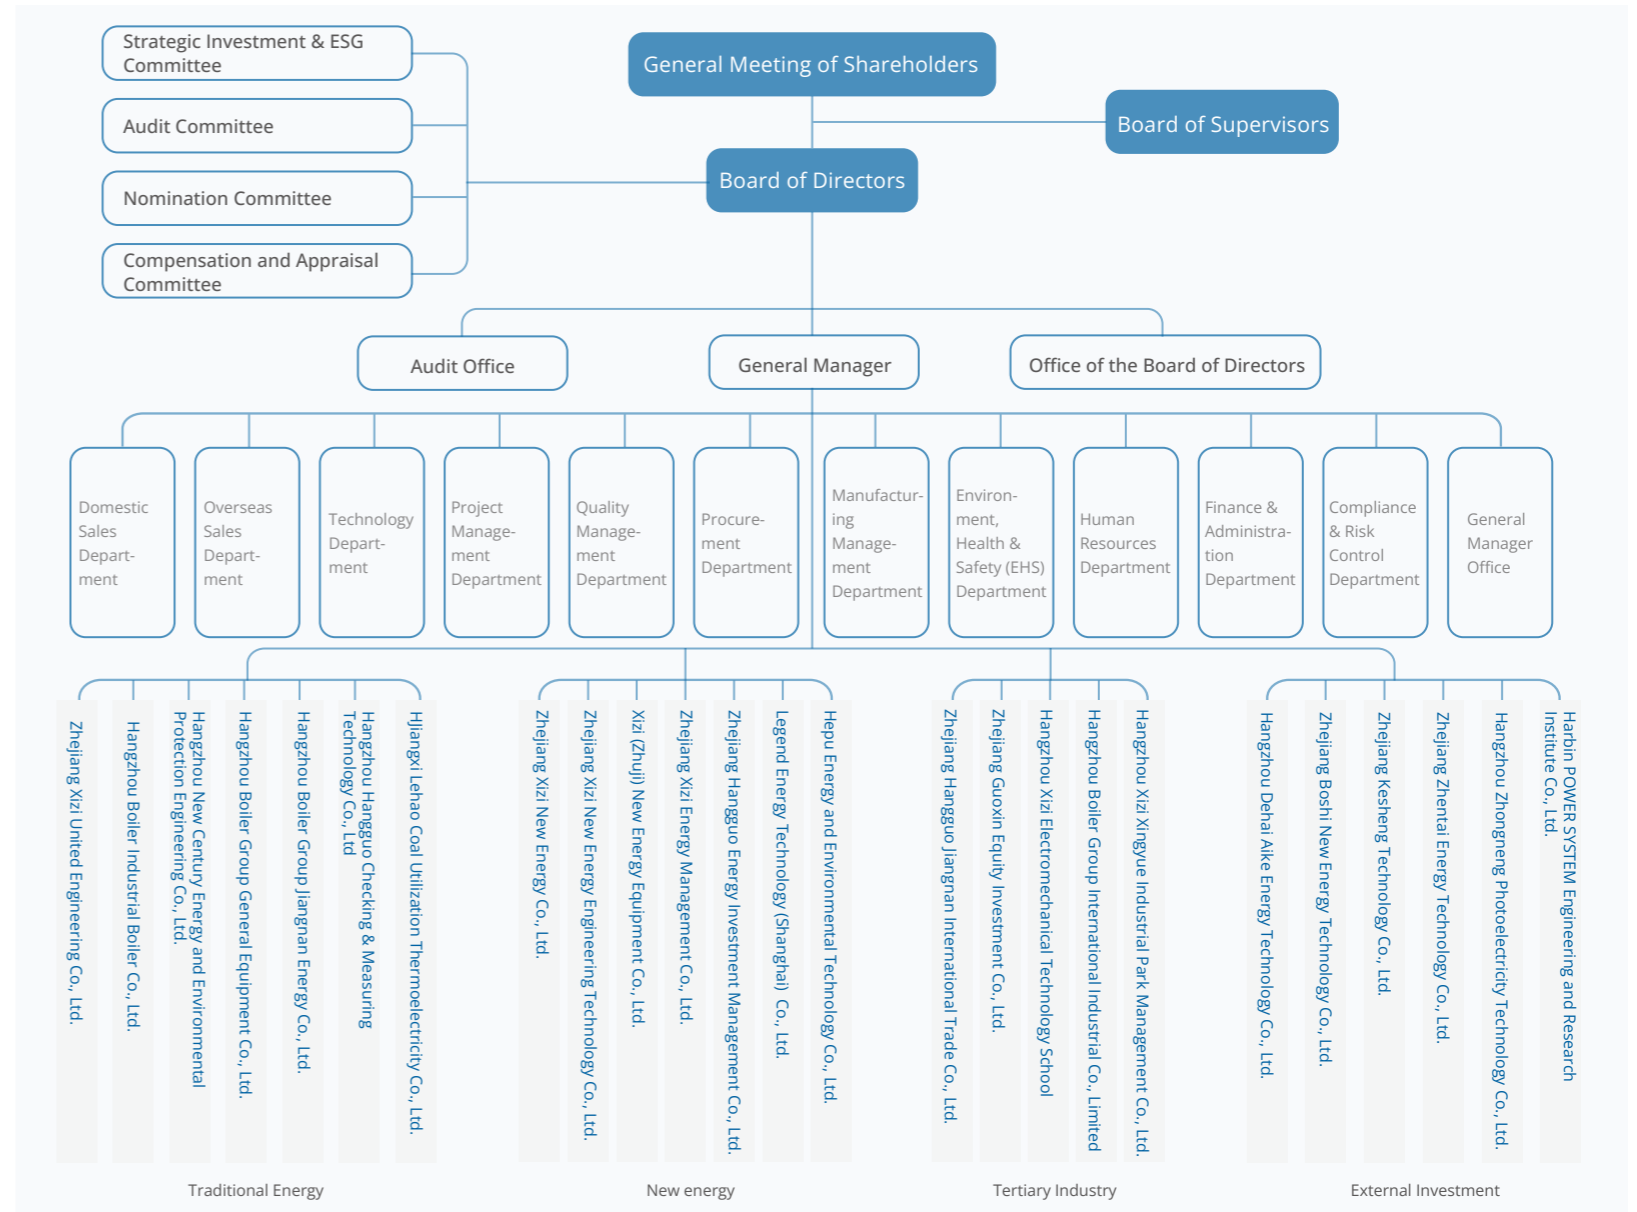 Strategic Investment & ESG
Committee
Audit Committee
Nomination Committee
Compensation and Appraisal
Committee
General Meeting of Shareholders
Board of Supervisors
Board of Directors
Audit Office
General Manager
Office of the Board of Directors
Domestic
Sales
Depart-
ment
Overseas
Sales
Depart-
ment
Technology
Depart-
ment
Project
Manage-
ment
Department
Quality
Manage-
ment
Department
Procure-
ment
Department
Manufactur-
ing
Manage-
ment
Department
Environ-
ment,
Health &
Safety (EHS)
Department
Human
Resources
Department
Finance &
Administra-
tion
Department
Compliance
& Risk
Control
Department
General
Manager
Office
Zhejiang Xizi United Engineering Co., Ltd.
Hangzhou Boiler Industrial Boiler Co., Ltd.
Hangzhou New Century Energy and Environmental
Protection Engineering Co., Ltd.
Hangzhou Boiler Group General Equipment Co., Ltd.
Hangzhou Boiler Group Jiangnan Energy Co., Ltd.
Hangzhou Hangguo Checking & Measuring
Technology Co., Ltd
HJiangxi Lehao Coal Utilization Thermoelectricity Co., Ltd.
Traditional Energy
Zhejiang Xizi New Energy Co., Ltd.
Zhejiang Xizi New Energy Engineering Technology Co., Ltd.
Xizi (Zhuji) New Energy Equipment Co., Ltd.
Zhejiang Xizi Energy Management Co., Ltd.
Zhejiang Hangguo Energy Investment Management Co., Ltd.
Legend Energy Technology (Shanghai) Co., Ltd.
Hepu Energy and Environmental Technology Co., Ltd.
New energy
Zhejiang Hangguo Jiangnan International Trade Co., Ltd.
Zhejiang Guoxin Equity Investment Co., Ltd.
Hangzhou Xizi Electromechanical Technology School
Hangzhou Boiler Group International Industrial Co., Limited
Hangzhou Xizi Xingyue Industrial Park Management Co., Ltd.
Tertiary Industry
Hangzhou Dehai Aike Energy Technology Co., Ltd.
Zhejiang Boshi New Energy Technology Co., Ltd.
Zhejiang Kesheng Technology Co., Ltd.
Zhejiang Zhentai Energy Technology Co., Ltd.
Hangzhou Zhongneng Photoelectricity Technology Co., Ltd.
Harbin POWER SYSTEM Engineering and Research
Institute Co., Ltd.
External Investment